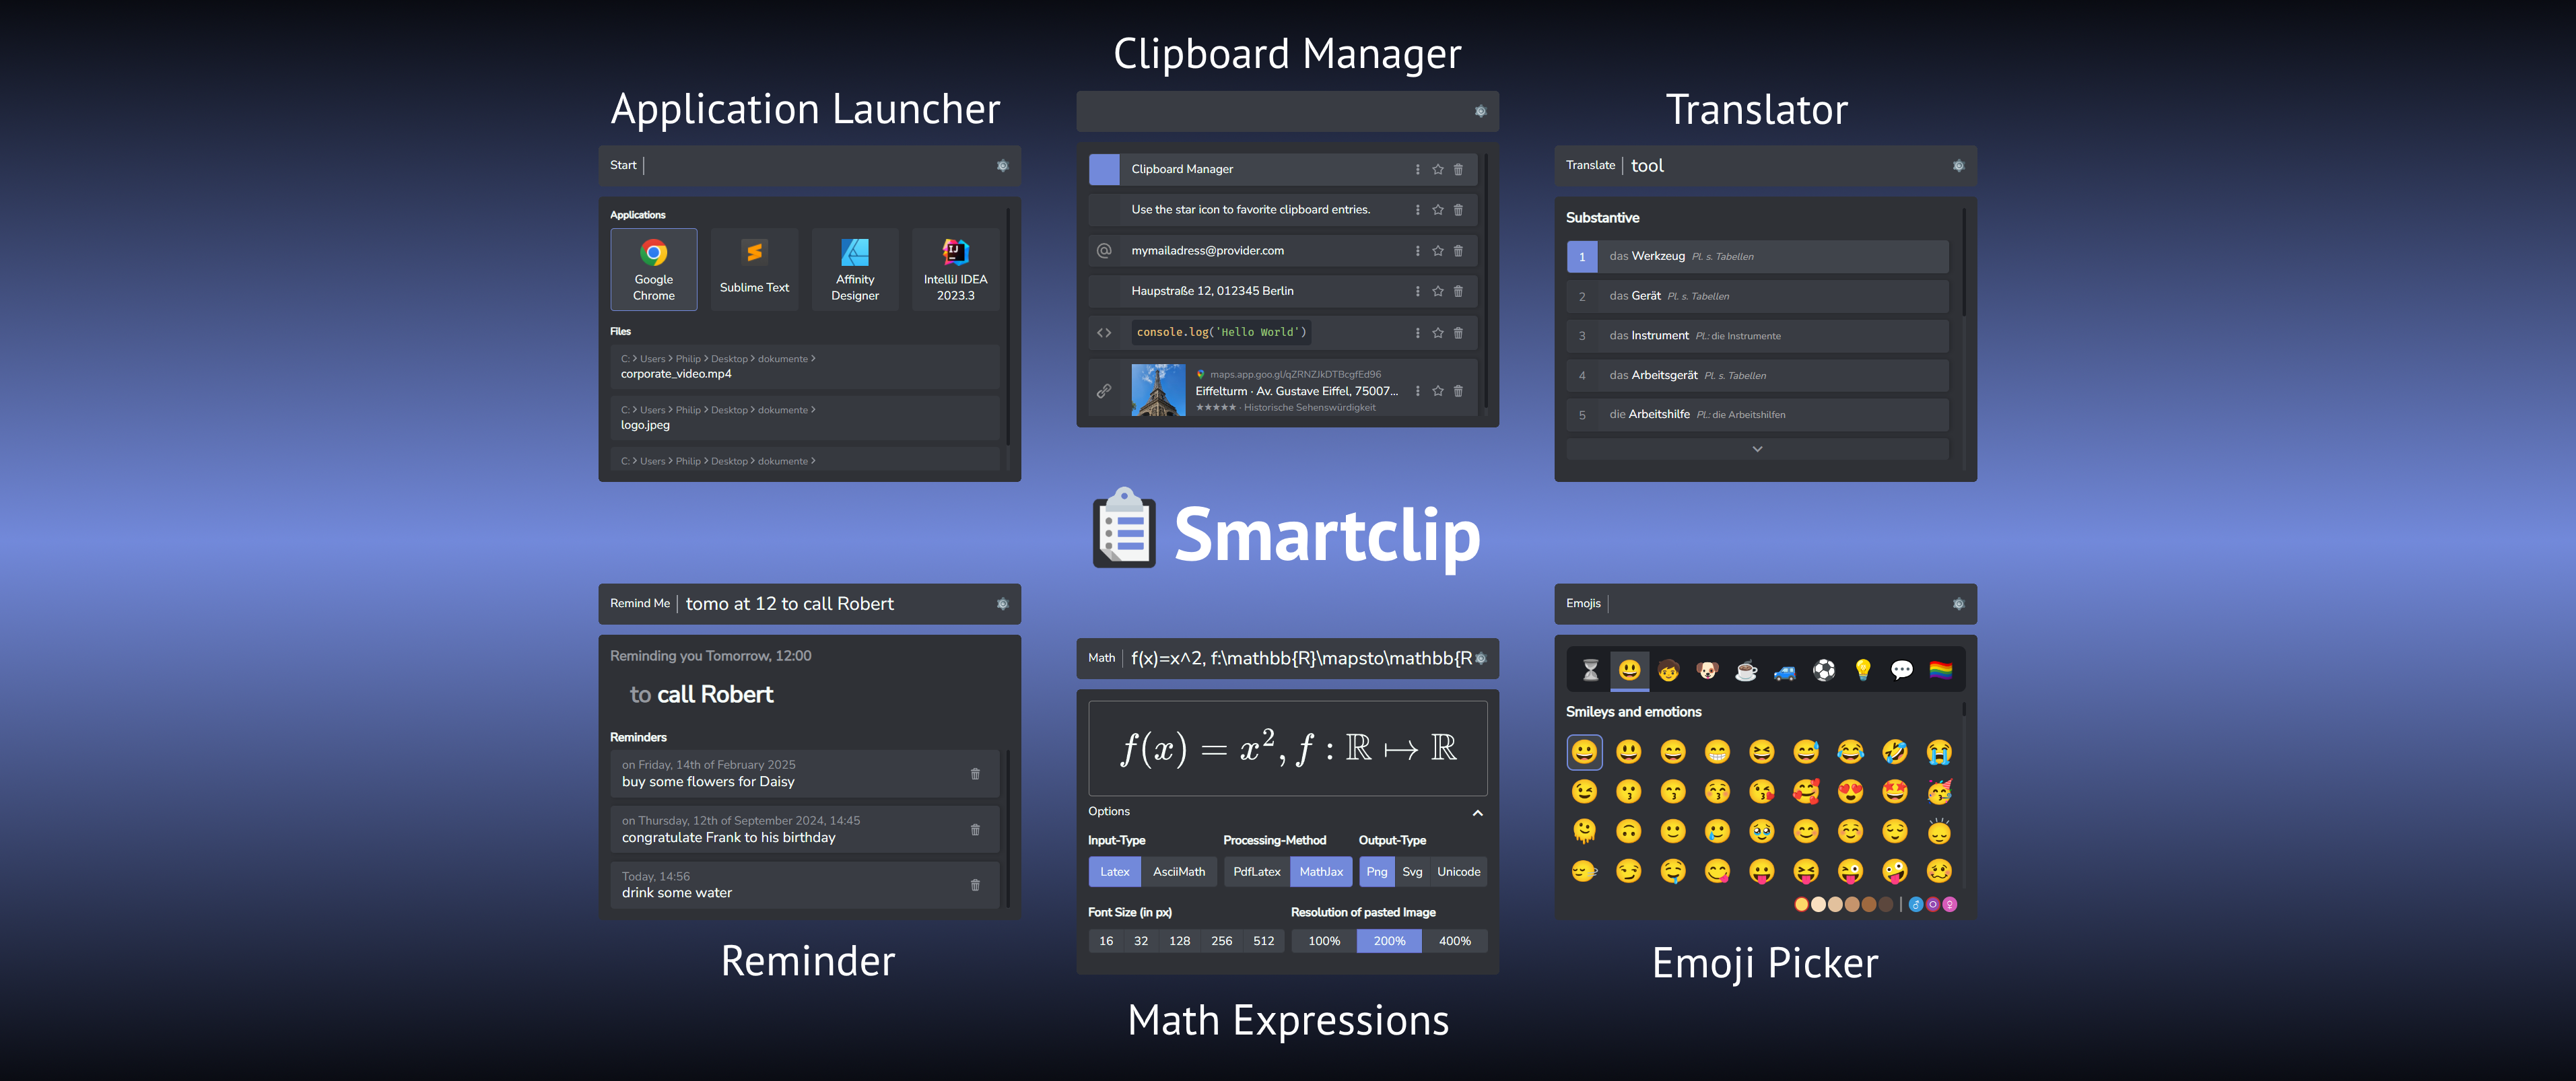 Clipboard Manager
Application Launcher
Translator
Start
Applications
Google
Chrome
Sublime Text
Affinity
Designer
IntelliJ IDEA
2023.3
Files
C: > Users > Philip > Desktop > dokumente >
corporate_video.mp4
C: > Users > Philip > Desktop > dokumente >
logo.jpeg
C: > Users > Philip > Desktop > dokumente >
Clipboard Manager
Use the star icon to favorite clipboard entries.
@ mymailadress@provider.com
Haupstraße 12, 012345 Berlin
<> console.log('Hello World')
maps.app.goo.gl/qZRNZJkDTBcgfEd96
Eiffelturm · Av. Gustave Eiffel, 75007...
★★★★★ · Historische Sehenswürdigkeit
Translate | tool
Substantive
1 das Werkzeug Pl. s. Tabellen
2 das Gerät Pl. s. Tabellen
3 das Instrument Pl.: die Instrumente
4 das Arbeitsgerät Pl. s. Tabellen
5 die Arbeitshilfe Pl.: die Arbeitshilfen
Smartclip
Remind Me | tomo at 12 to call Robert
Reminding you Tomorrow, 12:00
to call Robert
Reminders
on Friday, 14th of February 2025
buy some flowers for Daisy
on Thursday, 12th of September 2024, 14:45
congratulate Frank to his birthday
Today, 14:56
drink some water
Reminder
Math | f(x)=x^2, f:\mathbb{R}\mapsto\mathbb{R
f(x) = x², f : ℝ ↦ ℝ
Options
Input-Type Processing-Method Output-Type
Latex AsciiMath PdfLatex MathJax Png Svg Unicode
Font Size (in px) Resolution of pasted Image
16 32 128 256 512 100% 200% 400%
Math Expressions
Emojis
Smileys and emotions
Emoji Picker